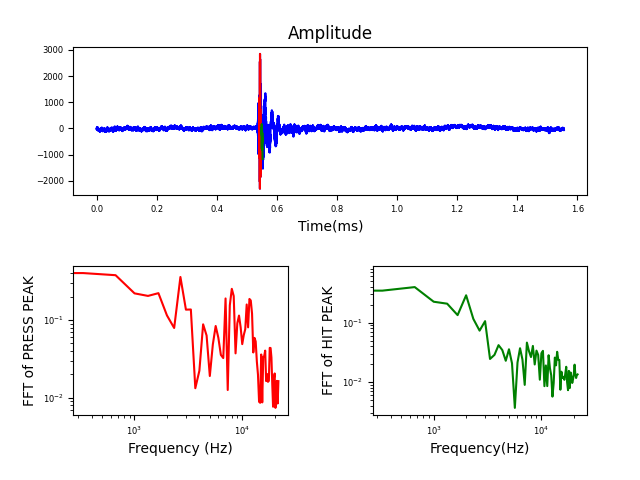 Amplitude
3000
2000
1000
0
−1000
−2000
0.0 0.2 0.4 0.6 0.8 1.0 1.2 1.4 1.6
Time(ms)
FFT of PRESS PEAK
10⁻¹
10⁻²
10³ 10⁴
Frequency (Hz)
FFT of HIT PEAK
10⁻¹
10⁻²
10³ 10⁴
Frequency(Hz)